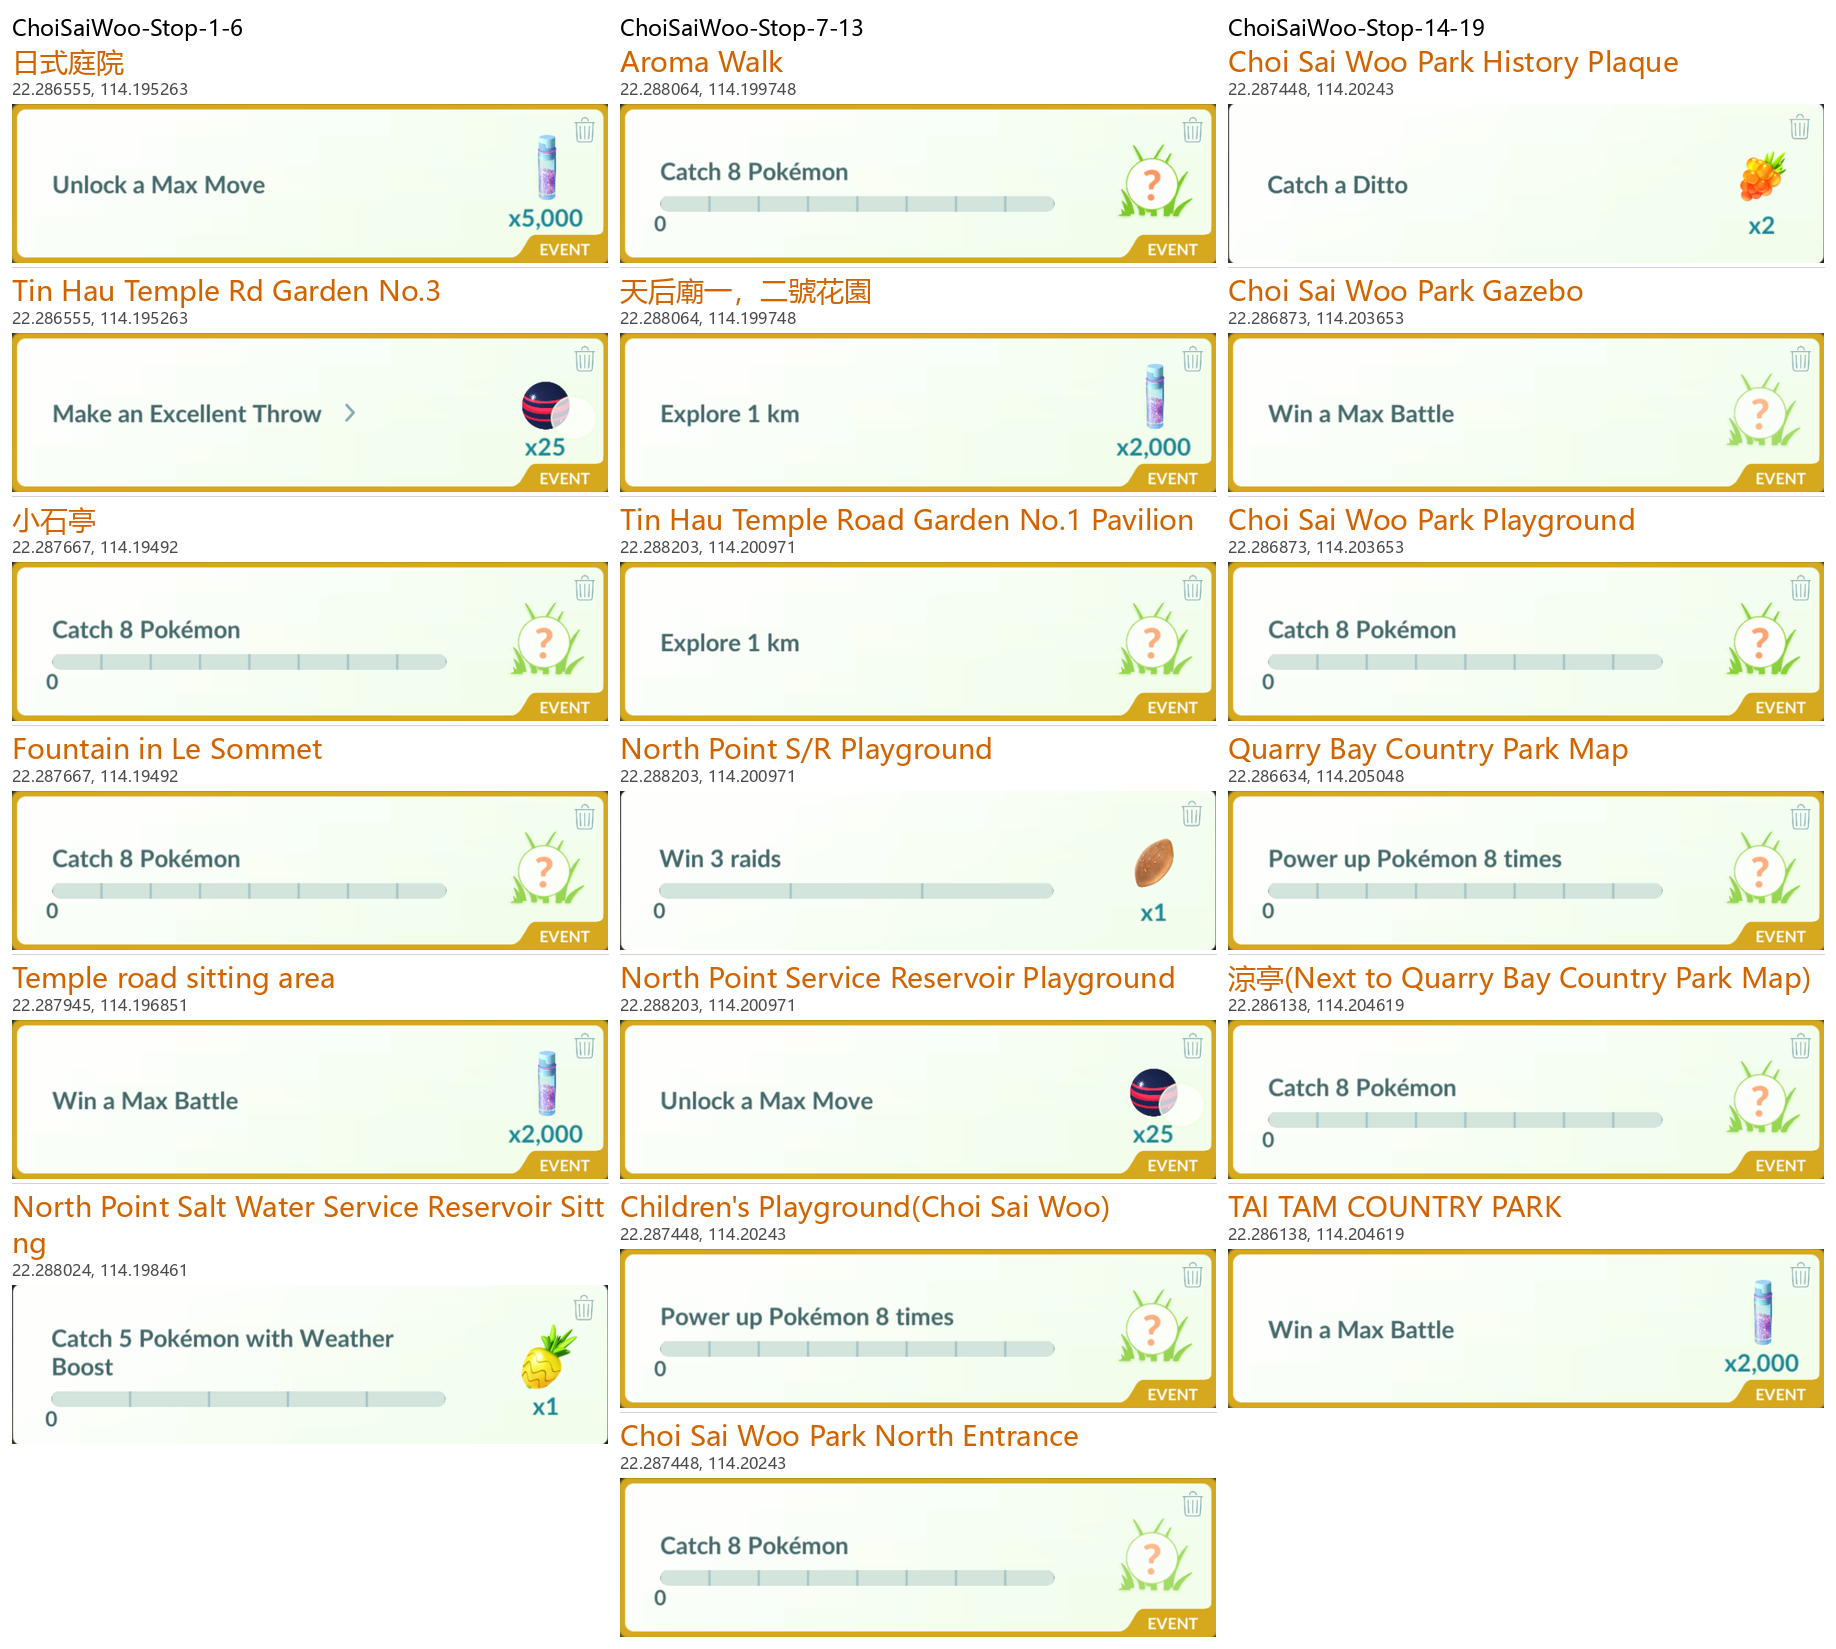 ChoiSaiWoo-Stop-1-6
日式庭院
22.286555, 114.195263
Unlock a Max Move
x5,000
EVENT
Tin Hau Temple Rd Garden No.3
22.286555, 114.195263
Make an Excellent Throw
x25
EVENT
小石亭
22.287667, 114.19492
Catch 8 Pokémon
?
0
EVENT
Fountain in Le Sommet
22.287667, 114.19492
Catch 8 Pokémon
?
0
EVENT
Temple road sitting area
22.287945, 114.196851
Win a Max Battle
x2,000
EVENT
North Point Salt Water Service Reservoir Sitt
ng
22.288024, 114.198461
Catch 5 Pokémon with Weather
Boost
0
x1
ChoiSaiWoo-Stop-7-13
Aroma Walk
22.288064, 114.199748
Catch 8 Pokémon
?
0
EVENT
天后廟一，二號花園
22.288064, 114.199748
Explore 1 km
x2,000
EVENT
Tin Hau Temple Road Garden No.1 Pavilion
22.288203, 114.200971
Explore 1 km
?
EVENT
North Point S/R Playground
22.288203, 114.200971
Win 3 raids
0
x1
North Point Service Reservoir Playground
22.288203, 114.200971
Unlock a Max Move
x25
EVENT
Children's Playground(Choi Sai Woo)
22.287448, 114.20243
Power up Pokémon 8 times
?
0
EVENT
Choi Sai Woo Park North Entrance
22.287448, 114.20243
Catch 8 Pokémon
?
0
EVENT
ChoiSaiWoo-Stop-14-19
Choi Sai Woo Park History Plaque
22.287448, 114.20243
Catch a Ditto
x2
Choi Sai Woo Park Gazebo
22.286873, 114.203653
Win a Max Battle
?
EVENT
Choi Sai Woo Park Playground
22.286873, 114.203653
Catch 8 Pokémon
?
0
EVENT
Quarry Bay Country Park Map
22.286634, 114.205048
Power up Pokémon 8 times
?
0
EVENT
涼亭(Next to Quarry Bay Country Park Map)
22.286138, 114.204619
Catch 8 Pokémon
?
0
EVENT
TAI TAM COUNTRY PARK
22.286138, 114.204619
Win a Max Battle
x2,000
EVENT